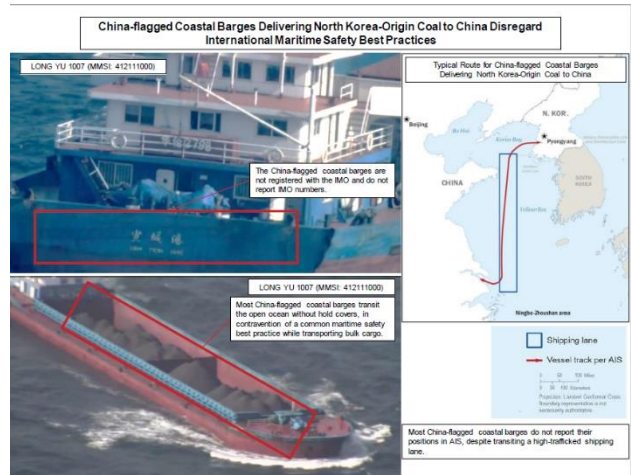 China-flagged Coastal Barges Delivering North Korea-Origin Coal to China Disregard
International Maritime Safety Best Practices
LONG YU 1007 (MMSI: 412111000)
The China-flagged coastal barges are
not registered with the IMO and do not
report IMO numbers.
LONG YU 1007 (MMSI: 412111000)
Most China-flagged coastal barges transit
the open ocean without hold covers, in
contravention of a common maritime safety
best practice while transporting bulk cargo.
Typical Route for China-flagged Coastal Barges
Delivering North Korea-Origin Coal to China
N. KOR.
Beijing
Bo Hai
Korea Bay
Pyongyang
CHINA
SOUTH
KOREA
Yellow Sea
Ningbo-Zhoushan area
Shipping lane
Vessel track per AIS
Most China-flagged coastal barges do not report their
positions in AIS, despite transiting a high-trafficked shipping
lane.